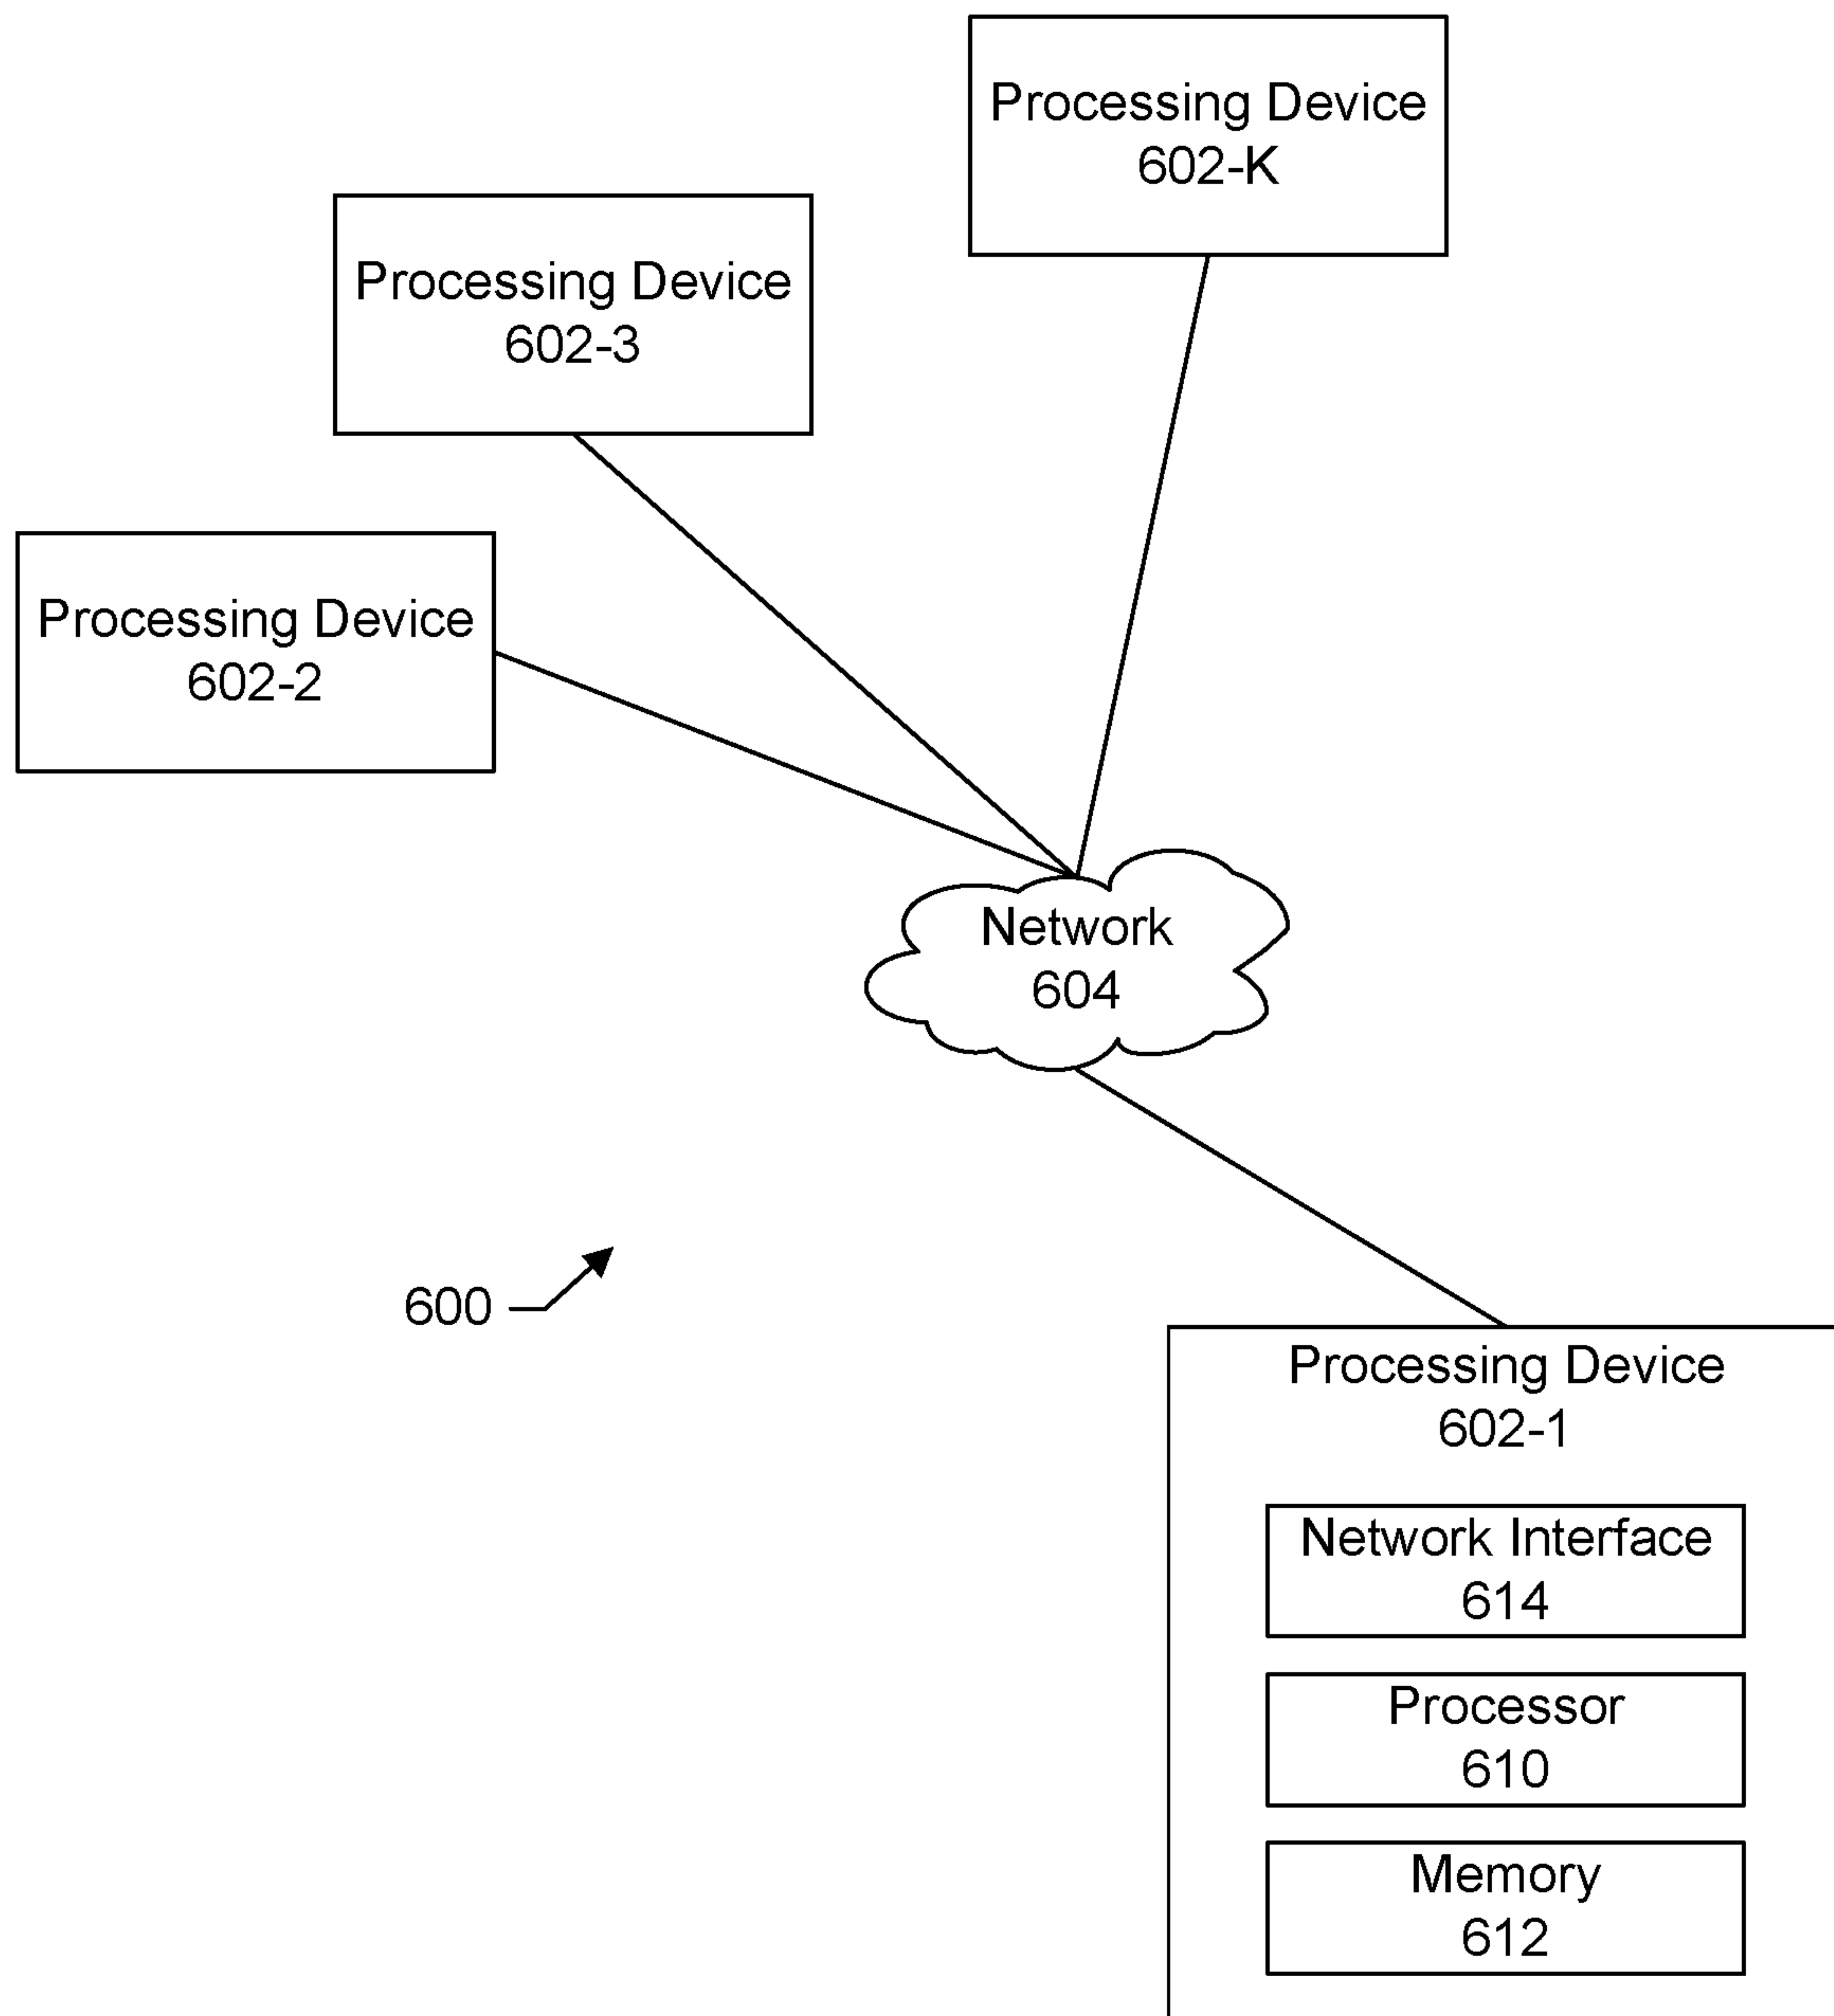 Processing Device
602-K
Processing Device
602-3
Processing Device
602-2
Network
604
600
Processing Device
602-1
Network Interface
614
Processor
610
Memory
612